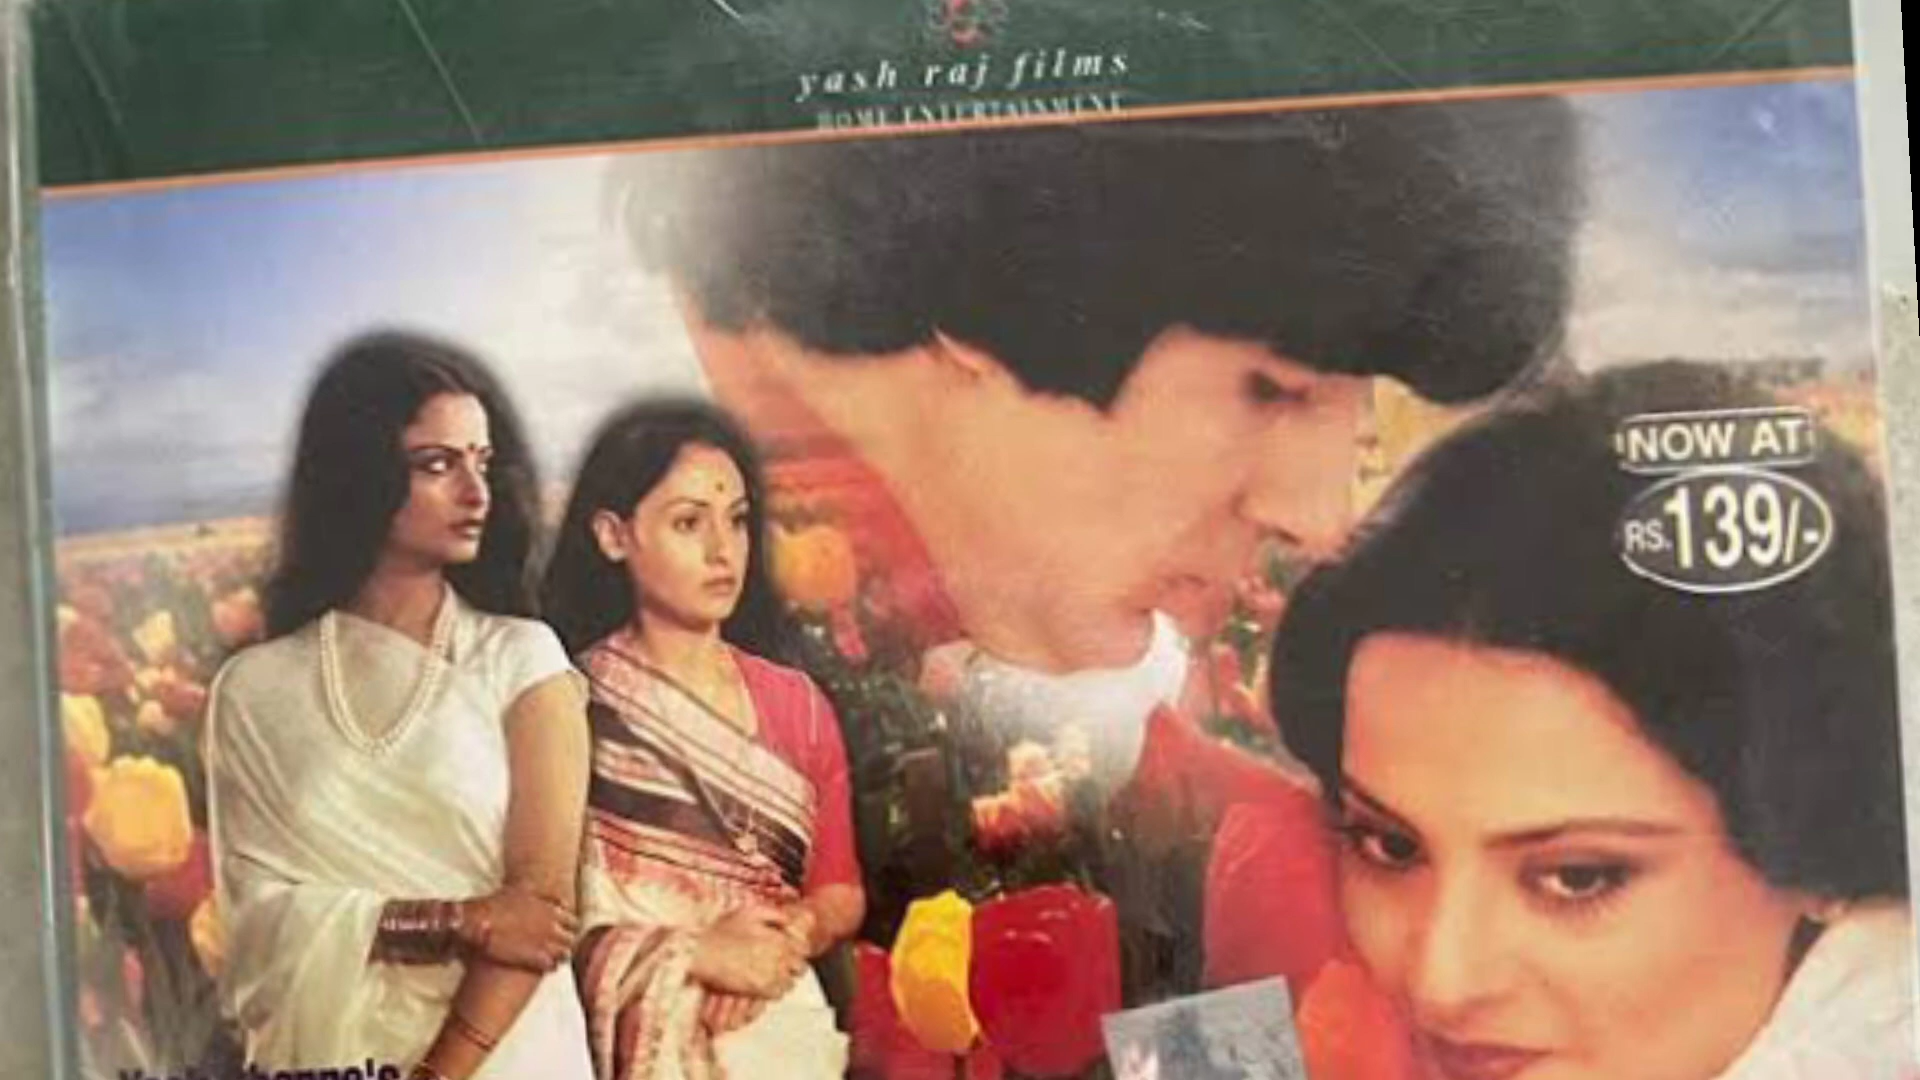 yash raj films
HOME ENTERTAINMENT
NOW AT
RS.139/-